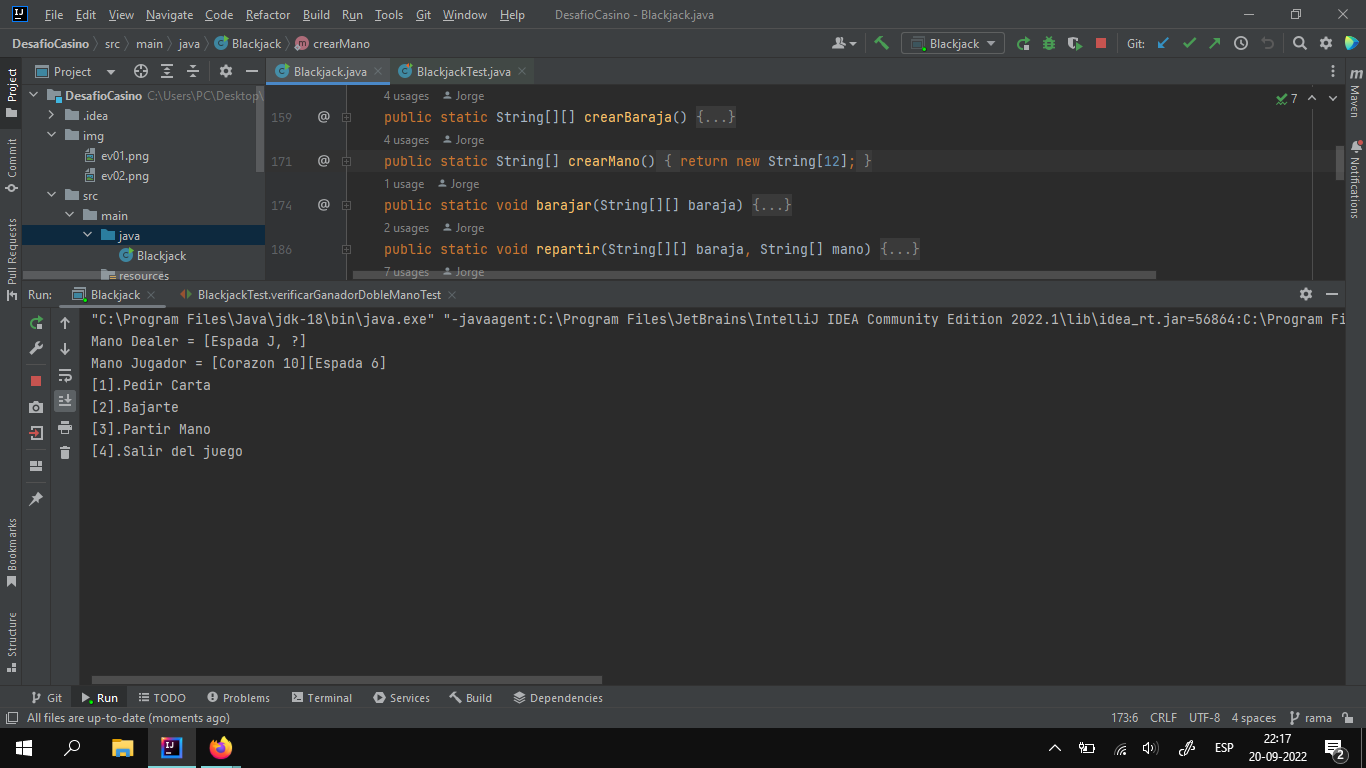 File Edit View Navigate Code Refactor Build Run Tools Git Window Help DesafioCasino - Blackjack.java
DesafioCasino src main java Blackjack crearMano Blackjack Git:
Project Blackjack.java BlackjackTest.java
DesafioCasino C:\Users\PC\Desktop\
.idea
img
ev01.png
ev02.png
src
main
java
Blackjack
resources
4 usages Jorge
159 @ public static String[][] crearBaraja() {...}
4 usages Jorge
171 @ public static String[] crearMano() { return new String[12]; }
1 usage Jorge
174 @ public static void barajar(String[][] baraja) {...}
2 usages Jorge
186 public static void repartir(String[][] baraja, String[] mano) {...}
7 usages Jorge
7
Project
Commit
Pull Requests
Bookmarks
Structure
m
Maven
Notifications
Run: Blackjack BlackjackTest.verificarGanadorDobleManoTest
"C:\Program Files\Java\jdk-18\bin\java.exe" "-javaagent:C:\Program Files\JetBrains\IntelliJ IDEA Community Edition 2022.1\lib\idea_rt.jar=56864:C:\Program Fi
Mano Dealer = [Espada J, ?]
Mano Jugador = [Corazon 10][Espada 6]
[1].Pedir Carta
[2].Bajarte
[3].Partir Mano
[4].Salir del juego
Git Run TODO Problems Terminal Services Build Dependencies
All files are up-to-date (moments ago) 173:6 CRLF UTF-8 4 spaces rama
ESP 22:17
20-09-2022 2